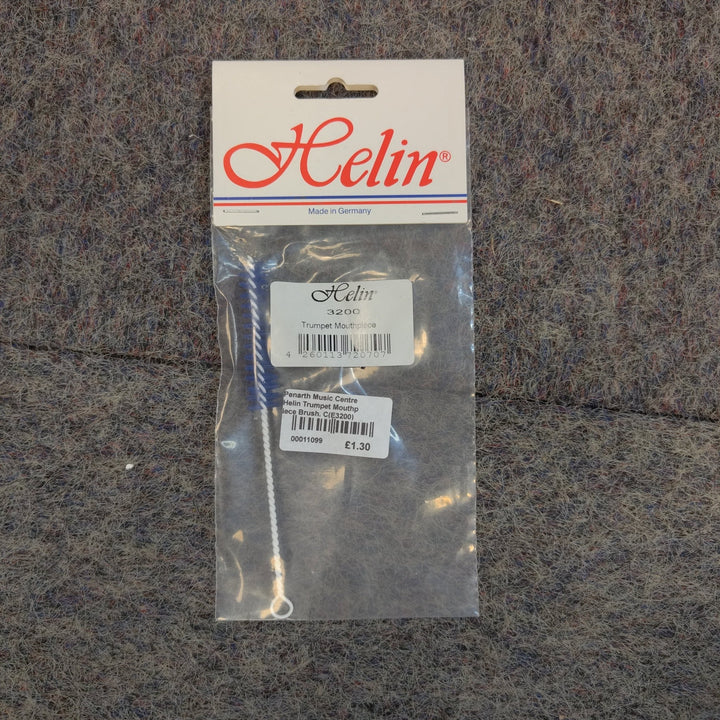 Helin®
Made in Germany
Helin®
3200
Trumpet Mouthpiece
4 260113 720707
Penarth Music Centre
Helin Trumpet Mouthp
iece Brush. C(E3200)
00011099
£1.30